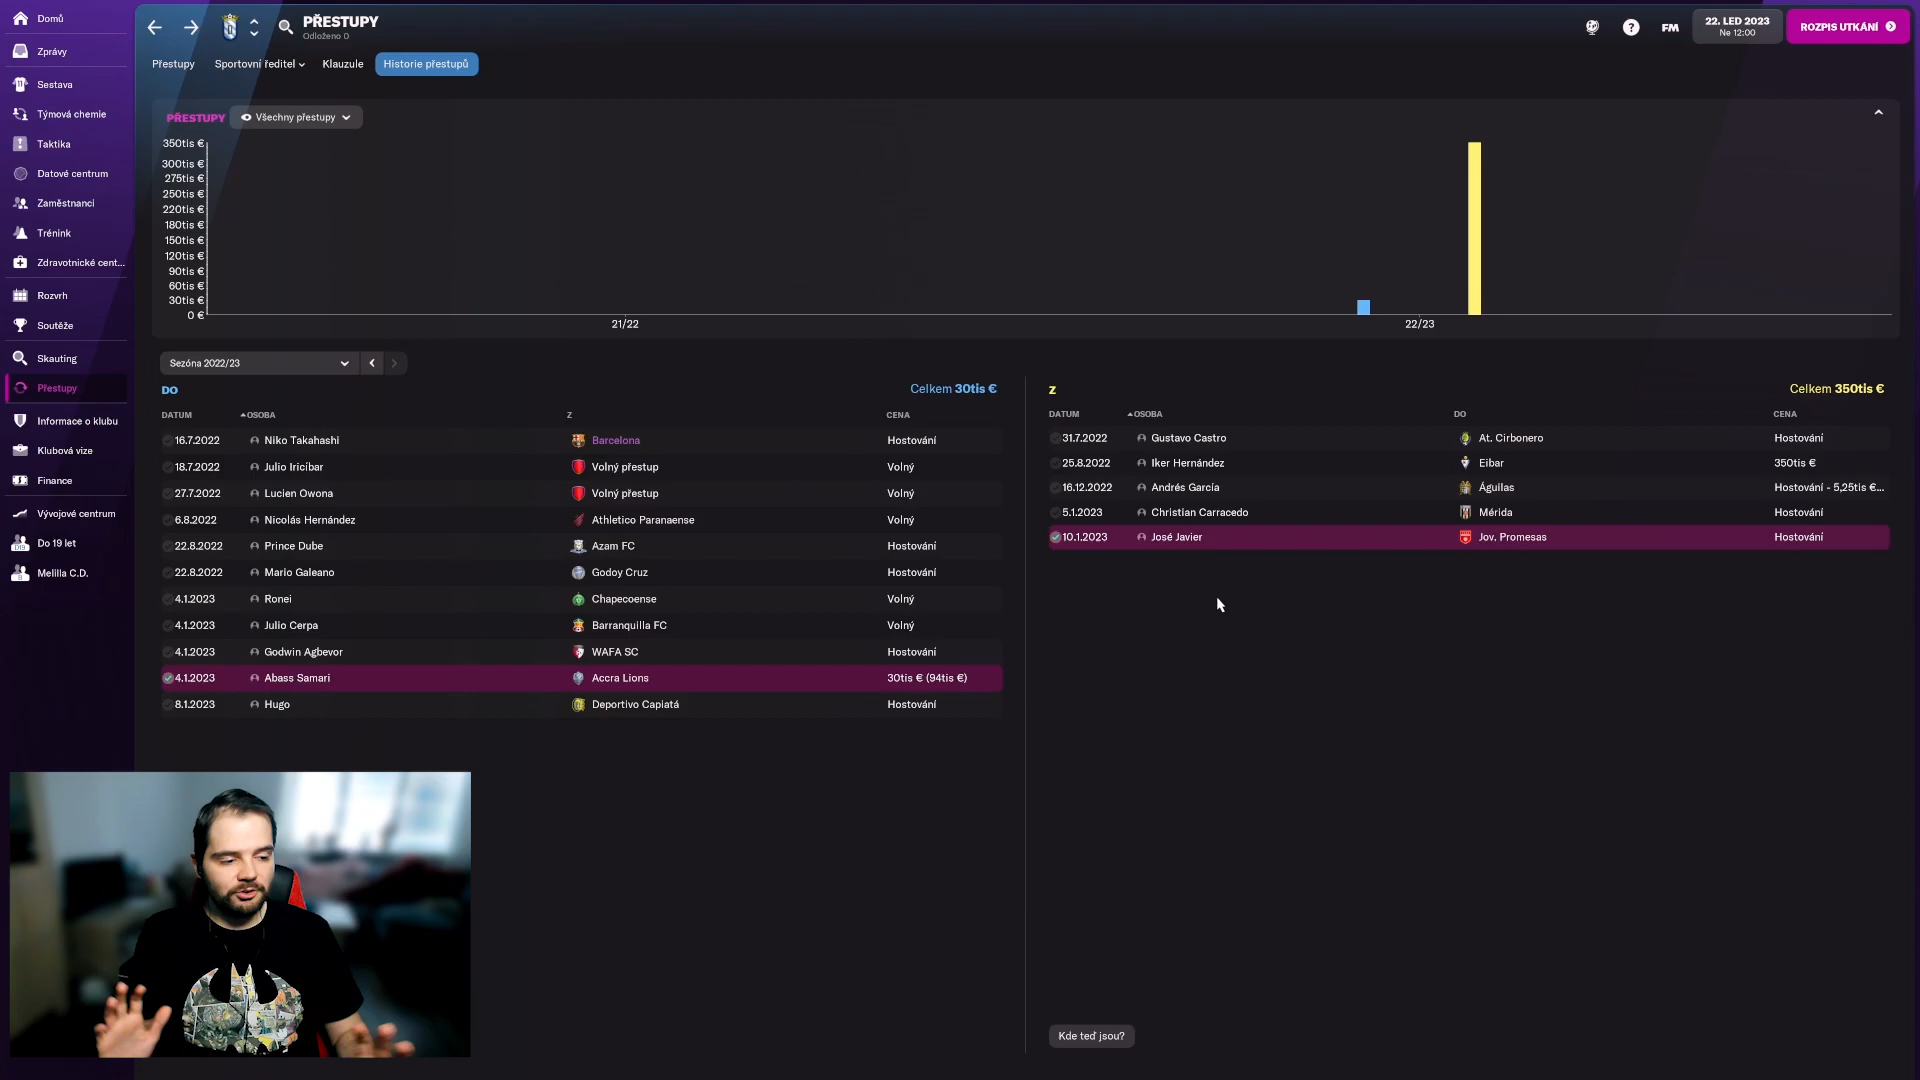 Domů
Zprávy
Sestava
Týmová chemie
Taktika
Datové centrum
Zaměstnanci
Trénink
Zdravotnické cent...
Rozvrh
Soutěže
Skauting
Přestupy
Informace o klubu
Klubová vize
Finance
Vývojové centrum
Do 19 let
Melilla C.D.
PŘESTUPY
Odloženo 0
FM
22. LED 2023
Ne 12:00
ROZPIS UTKÁNÍ
Přestupy Sportovní ředitel Klauzule Historie přestupů
PŘESTUPY Všechny přestupy
350tis €
300tis €
275tis €
250tis €
220tis €
180tis €
150tis €
120tis €
90tis €
60tis €
30tis €
0 €
21/22 22/23
Sezóna 2022/23
DO Celkem 30tis €
DATUM OSOBA Z CENA
16.7.2022 Niko Takahashi Barcelona Hostování
18.7.2022 Julio Iricíbar Volný přestup Volný
27.7.2022 Lucien Owona Volný přestup Volný
6.8.2022 Nicolás Hernández Athletico Paranaense Volný
22.8.2022 Prince Dube Azam FC Hostování
22.8.2022 Mario Galeano Godoy Cruz Hostování
4.1.2023 Ronei Chapecoense Volný
4.1.2023 Julio Cerpa Barranquilla FC Volný
4.1.2023 Godwin Agbevor WAFA SC Hostování
4.1.2023 Abass Samari Accra Lions 30tis € (94tis €)
8.1.2023 Hugo Deportivo Capiatá Hostování
Z Celkem 350tis €
DATUM OSOBA DO CENA
31.7.2022 Gustavo Castro At. Cirbonero Hostování
25.8.2022 Iker Hernández Eibar 350tis €
16.12.2022 Andrés García Águilas Hostování - 5,25tis €...
5.1.2023 Christian Carracedo Mérida Hostování
10.1.2023 José Javier Jov. Promesas Hostování
Kde teď jsou?